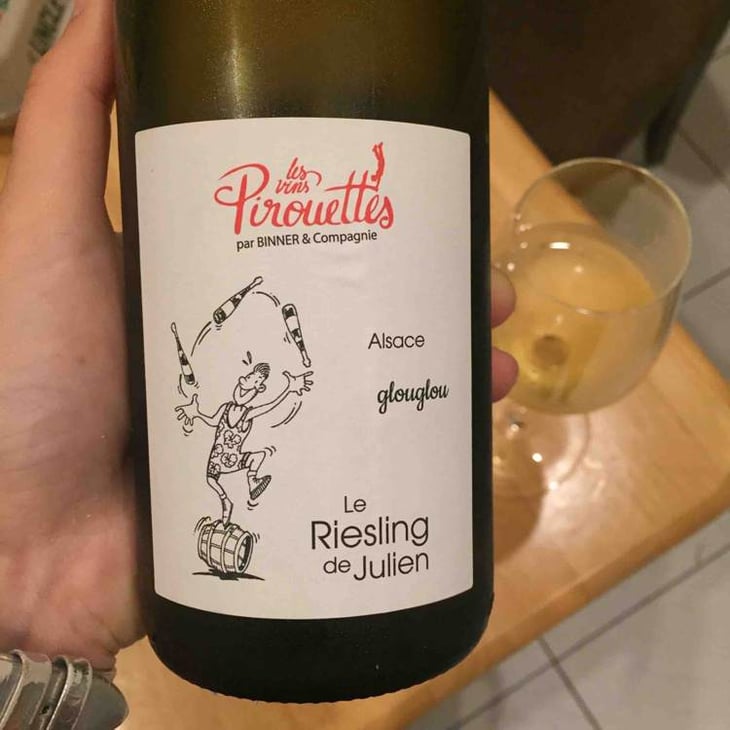 les
vins
Pirouettes
par BINNER & Compagnie
Alsace
glouglou
Le
Riesling
de Julien